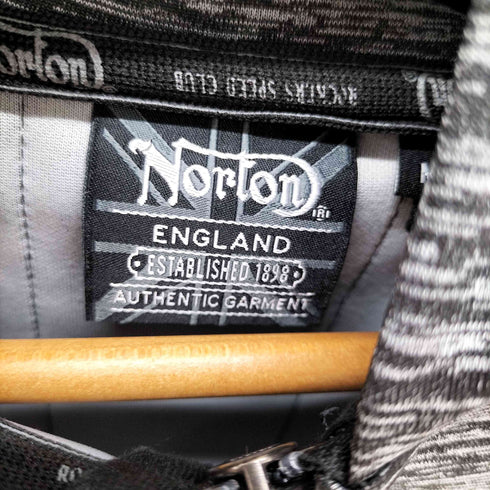 Norton
ROCKERS SPEED CLUB
Norton®
ENGLAND
ESTABLISHED 1898
AUTHENTIC GARMENT